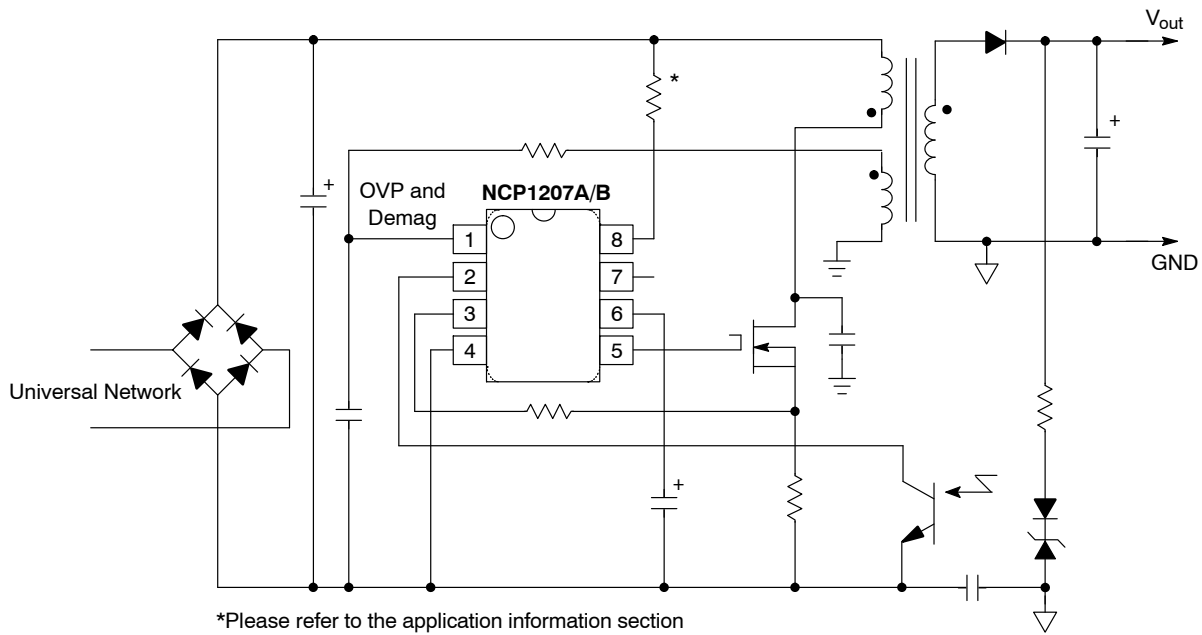 V_out
*
+
+
OVP and
Demag
NCP1207A/B
1
8
2
7
3
6
4
5
GND
Universal Network
+
*Please refer to the application information section